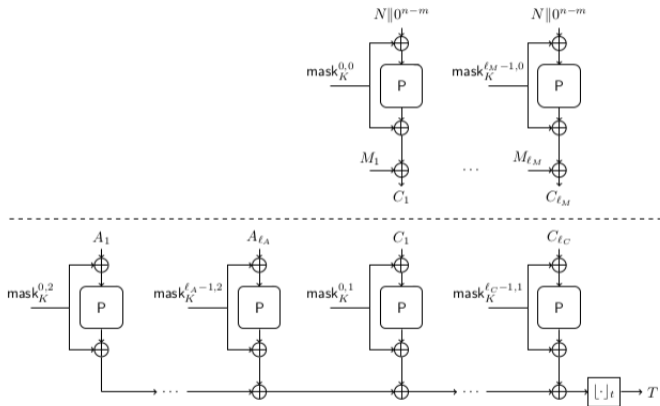 N‖0^{n−m} N‖0^{n−m}
mask_K^{0,0} P mask_K^{ℓ_M−1,0} P
M_1 ⋯ M_{ℓ_M}
C_1 C_{ℓ_M}
A_1 A_{ℓ_A} C_1 C_{ℓ_C}
mask_K^{0,2} P mask_K^{ℓ_A−1,2} P mask_K^{0,1} P mask_K^{ℓ_C−1,1} P
⋯ ⋯ ⌊·⌋_t T